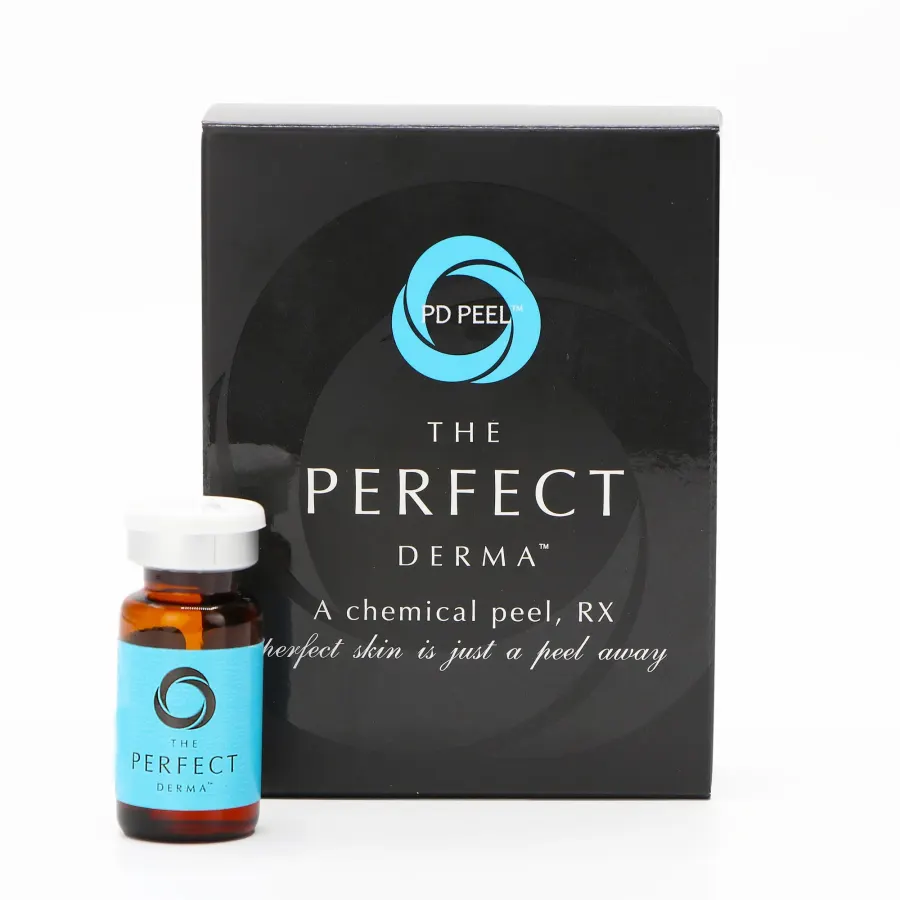 PD PEEL™
THE
PERFECT
DERMA™
A chemical peel, RX
perfect skin is just a peel away
THE
PERFECT
DERMA™